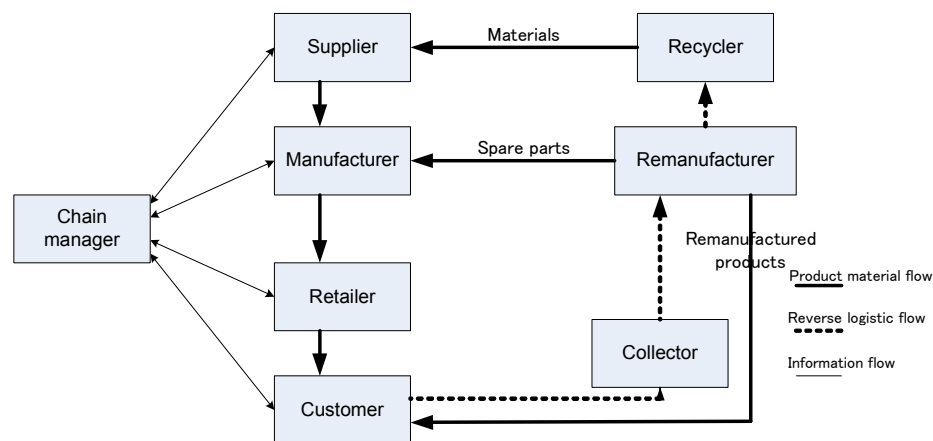 Supplier
Materials
Recycler
Manufacturer
Spare parts
Remanufacturer
Chain
manager
Remanufactured
products
Product material flow
Retailer
Reverse logistic flow
Collector
Information flow
Customer